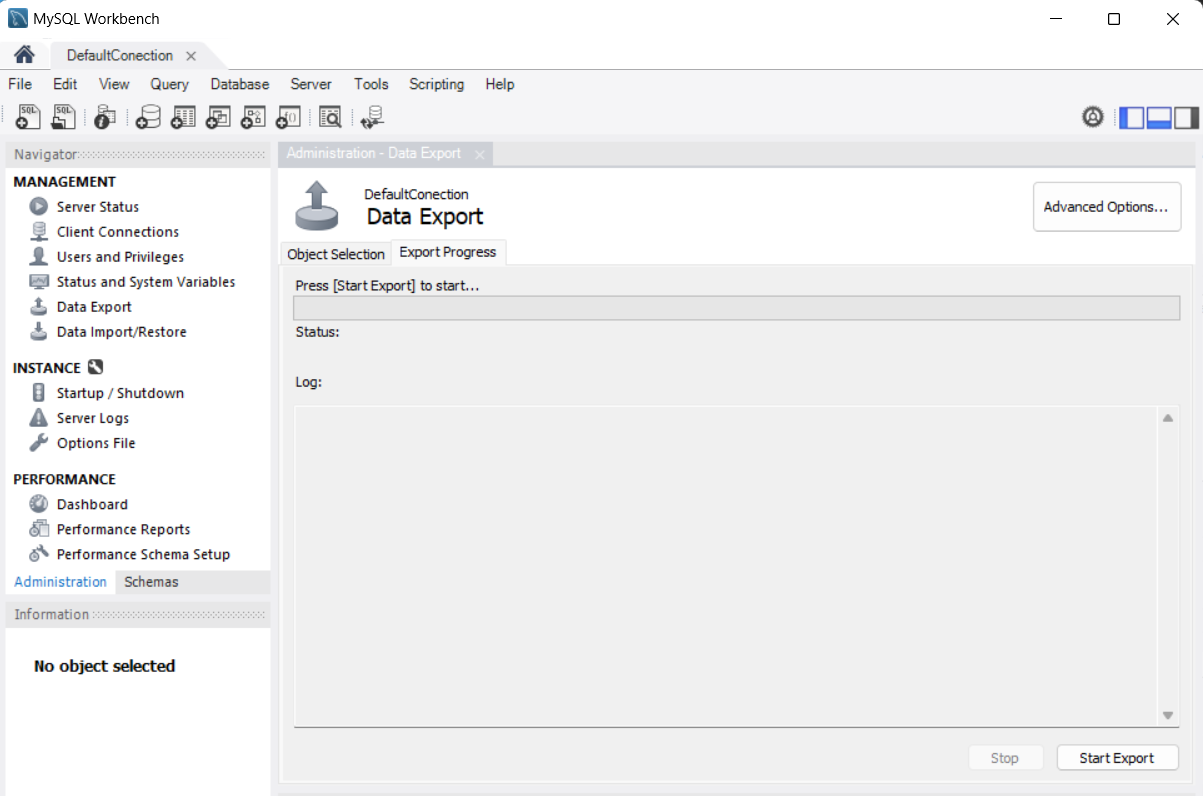 MySQL Workbench
DefaultConection
File Edit View Query Database Server Tools Scripting Help
SQL SQL
Navigator
MANAGEMENT
Server Status
Client Connections
Users and Privileges
Status and System Variables
Data Export
Data Import/Restore
INSTANCE
Startup / Shutdown
Server Logs
Options File
PERFORMANCE
Dashboard
Performance Reports
Performance Schema Setup
Administration Schemas
Information
No object selected
Administration - Data Export
DefaultConection
Data Export
Advanced Options...
Object Selection Export Progress
Press [Start Export] to start...
Status:
Log:
Stop Start Export